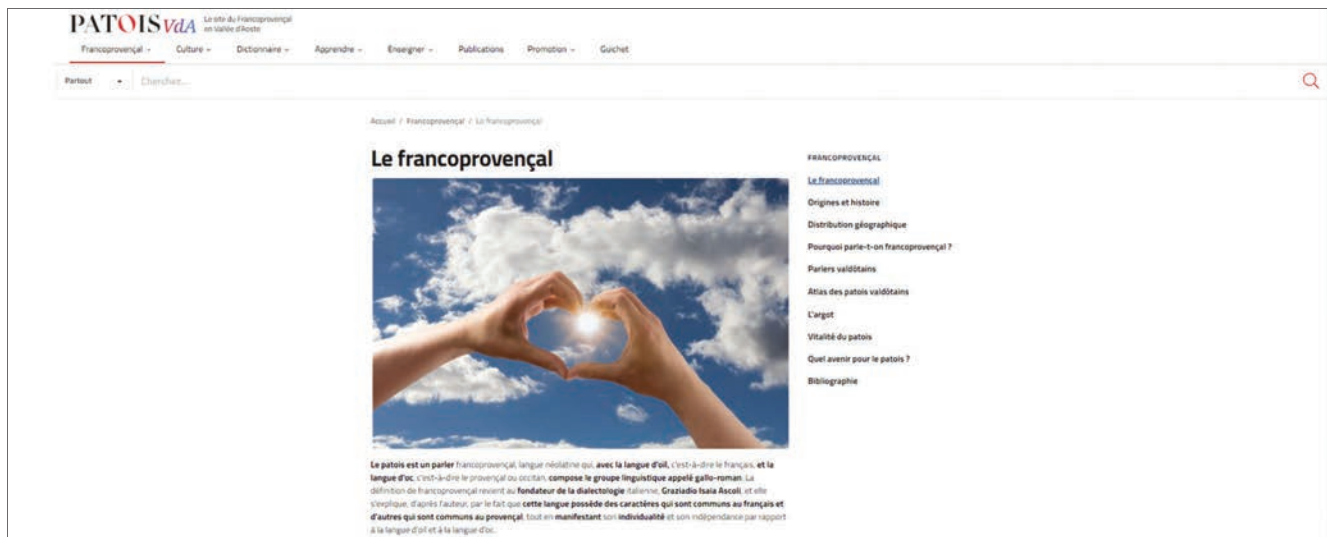 PATOIS VdA Le site du Francoprovençal
en Vallée d'Aoste
Francoprovençal Culture Dictionnaire Apprendre Enseigner Publications Promotion Guichet
Partout Cherchez...
Accueil / Francoprovençal / Le francoprovençal
Le francoprovençal
Le patois est un parler francoprovençal, langue néolatine qui, avec la langue d'oïl, c'est-à-dire le français, et la
langue d'oc, c'est-à-dire le provençal ou occitan, compose le groupe linguistique appelé gallo-roman. La
définition de francoprovençal revient au fondateur de la dialectologie italienne, Graziadio Isaia Ascoli, et elle
s'explique, d'après l'auteur, par le fait que cette langue possède des caractères qui sont communs au français et
d'autres qui sont communs au provençal, tout en manifestant son individualité et son indépendance par rapport
à la langue d'oïl et à la langue d'oc.
FRANCOPROVENÇAL
Le francoprovençal
Origines et histoire
Distribution géographique
Pourquoi parle-t-on francoprovençal ?
Parlers valdôtains
Atlas des patois valdôtains
L'argot
Vitalité du patois
Quel avenir pour le patois ?
Bibliographie